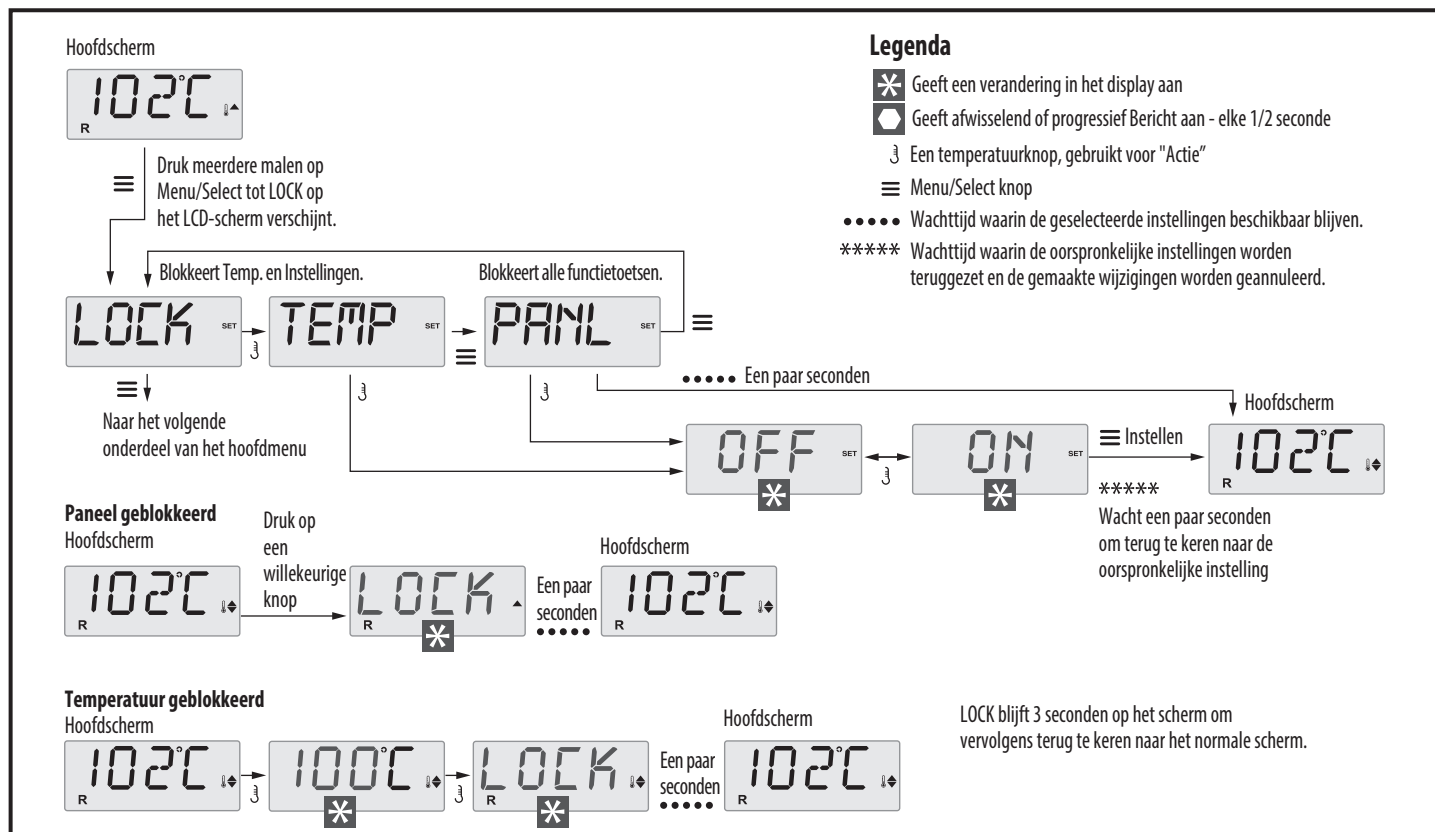 Hoofdscherm
102°C
R
Druk meerdere malen op
Menu/Select tot LOCK op
het LCD-scherm verschijnt.
Legenda
Geeft een verandering in het display aan
Geeft afwisselend of progressief Bericht aan - elke 1/2 seconde
Een temperatuurknop, gebruikt voor "Actie”
Menu/Select knop
Wachttijd waarin de geselecteerde instellingen beschikbaar blijven.
***** Wachttijd waarin de oorspronkelijke instellingen worden
teruggezet en de gemaakte wijzigingen worden geannuleerd.
Blokkeert Temp. en Instellingen.
Blokkeert alle functietoetsen.
LOCK SET
TEMP SET
PANL SET
Naar het volgende
onderdeel van het hoofdmenu
Een paar seconden
OFF SET
ON SET
Instellen
*****
Wacht een paar seconden
om terug te keren naar de
oorspronkelijke instelling
Hoofdscherm
102°C
R
Paneel geblokkeerd
Hoofdscherm
102°C
R
Druk op
een
willekeurige
knop
LOCK
R
Een paar
seconden
Hoofdscherm
102°C
R
Temperatuur geblokkeerd
Hoofdscherm
102°C
R
100°C
LOCK
R
Een paar
seconden
Hoofdscherm
102°C
R
LOCK blijft 3 seconden op het scherm om
vervolgens terug te keren naar het normale scherm.